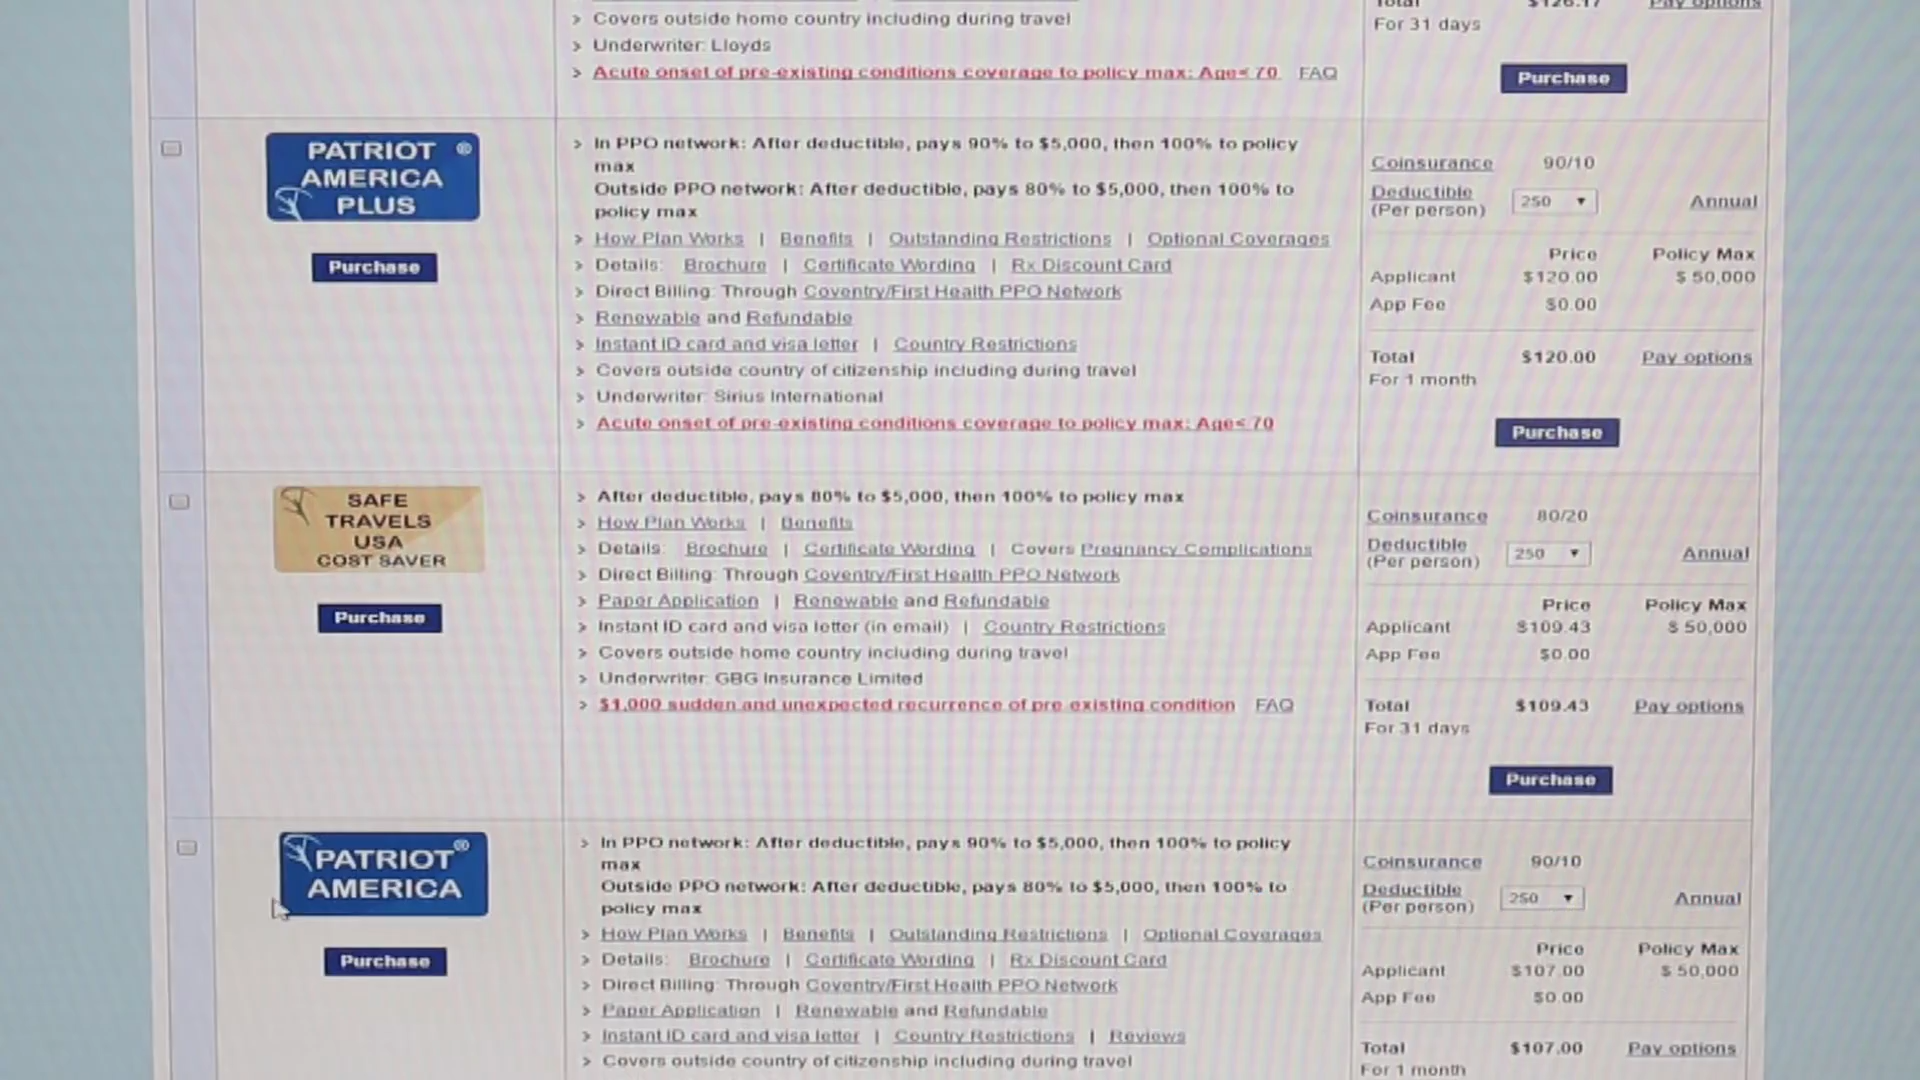 > Covers outside home country including during travel
> Underwriter: Lloyds
> Acute onset of pre-existing conditions coverage to policy max: Age< 70 FAQ
Total $126.17 Pay options
For 31 days
Purchase
PATRIOT ®
AMERICA
PLUS
Purchase
> In PPO network: After deductible, pays 90% to $5,000, then 100% to policy
max
Outside PPO network: After deductible, pays 80% to $5,000, then 100% to
policy max
> How Plan Works | Benefits | Outstanding Restrictions | Optional Coverages
> Details: Brochure | Certificate Wording | Rx Discount Card
> Direct Billing: Through Coventry/First Health PPO Network
> Renewable and Refundable
> Instant ID card and visa letter | Country Restrictions
> Covers outside country of citizenship including during travel
> Underwriter: Sirius International
> Acute onset of pre-existing conditions coverage to policy max: Age< 70
Coinsurance 90/10
Deductible 250 ▼ Annual
(Per person)
Price Policy Max
Applicant $120.00 $ 50,000
App Fee $0.00
Total $120.00 Pay options
For 1 month
Purchase
SAFE
TRAVELS
USA
COST SAVER
Purchase
> After deductible, pays 80% to $5,000, then 100% to policy max
> How Plan Works | Benefits
> Details: Brochure | Certificate Wording | Covers Pregnancy Complications
> Direct Billing: Through Coventry/First Health PPO Network
> Paper Application | Renewable and Refundable
> Instant ID card and visa letter (in email) | Country Restrictions
> Covers outside home country including during travel
> Underwriter: GBG Insurance Limited
> $1,000 sudden and unexpected recurrence of pre existing condition FAQ
Coinsurance 80/20
Deductible 250 ▼ Annual
(Per person)
Price Policy Max
Applicant $109.43 $ 50,000
App Fee $0.00
Total $109.43 Pay options
For 31 days
Purchase
PATRIOT®
AMERICA
Purchase
> In PPO network: After deductible, pays 90% to $5,000, then 100% to policy
max
Outside PPO network: After deductible, pays 80% to $5,000, then 100% to
policy max
> How Plan Works | Benefits | Outstanding Restrictions | Optional Coverages
> Details: Brochure | Certificate Wording | Rx Discount Card
> Direct Billing: Through Coventry/First Health PPO Network
> Paper Application | Renewable and Refundable
> Instant ID card and visa letter | Country Restrictions | Reviews
> Covers outside country of citizenship including during travel
Coinsurance 90/10
Deductible 250 ▼ Annual
(Per person)
Price Policy Max
Applicant $107.00 $ 50,000
App Fee $0.00
Total $107.00 Pay options
For 1 month